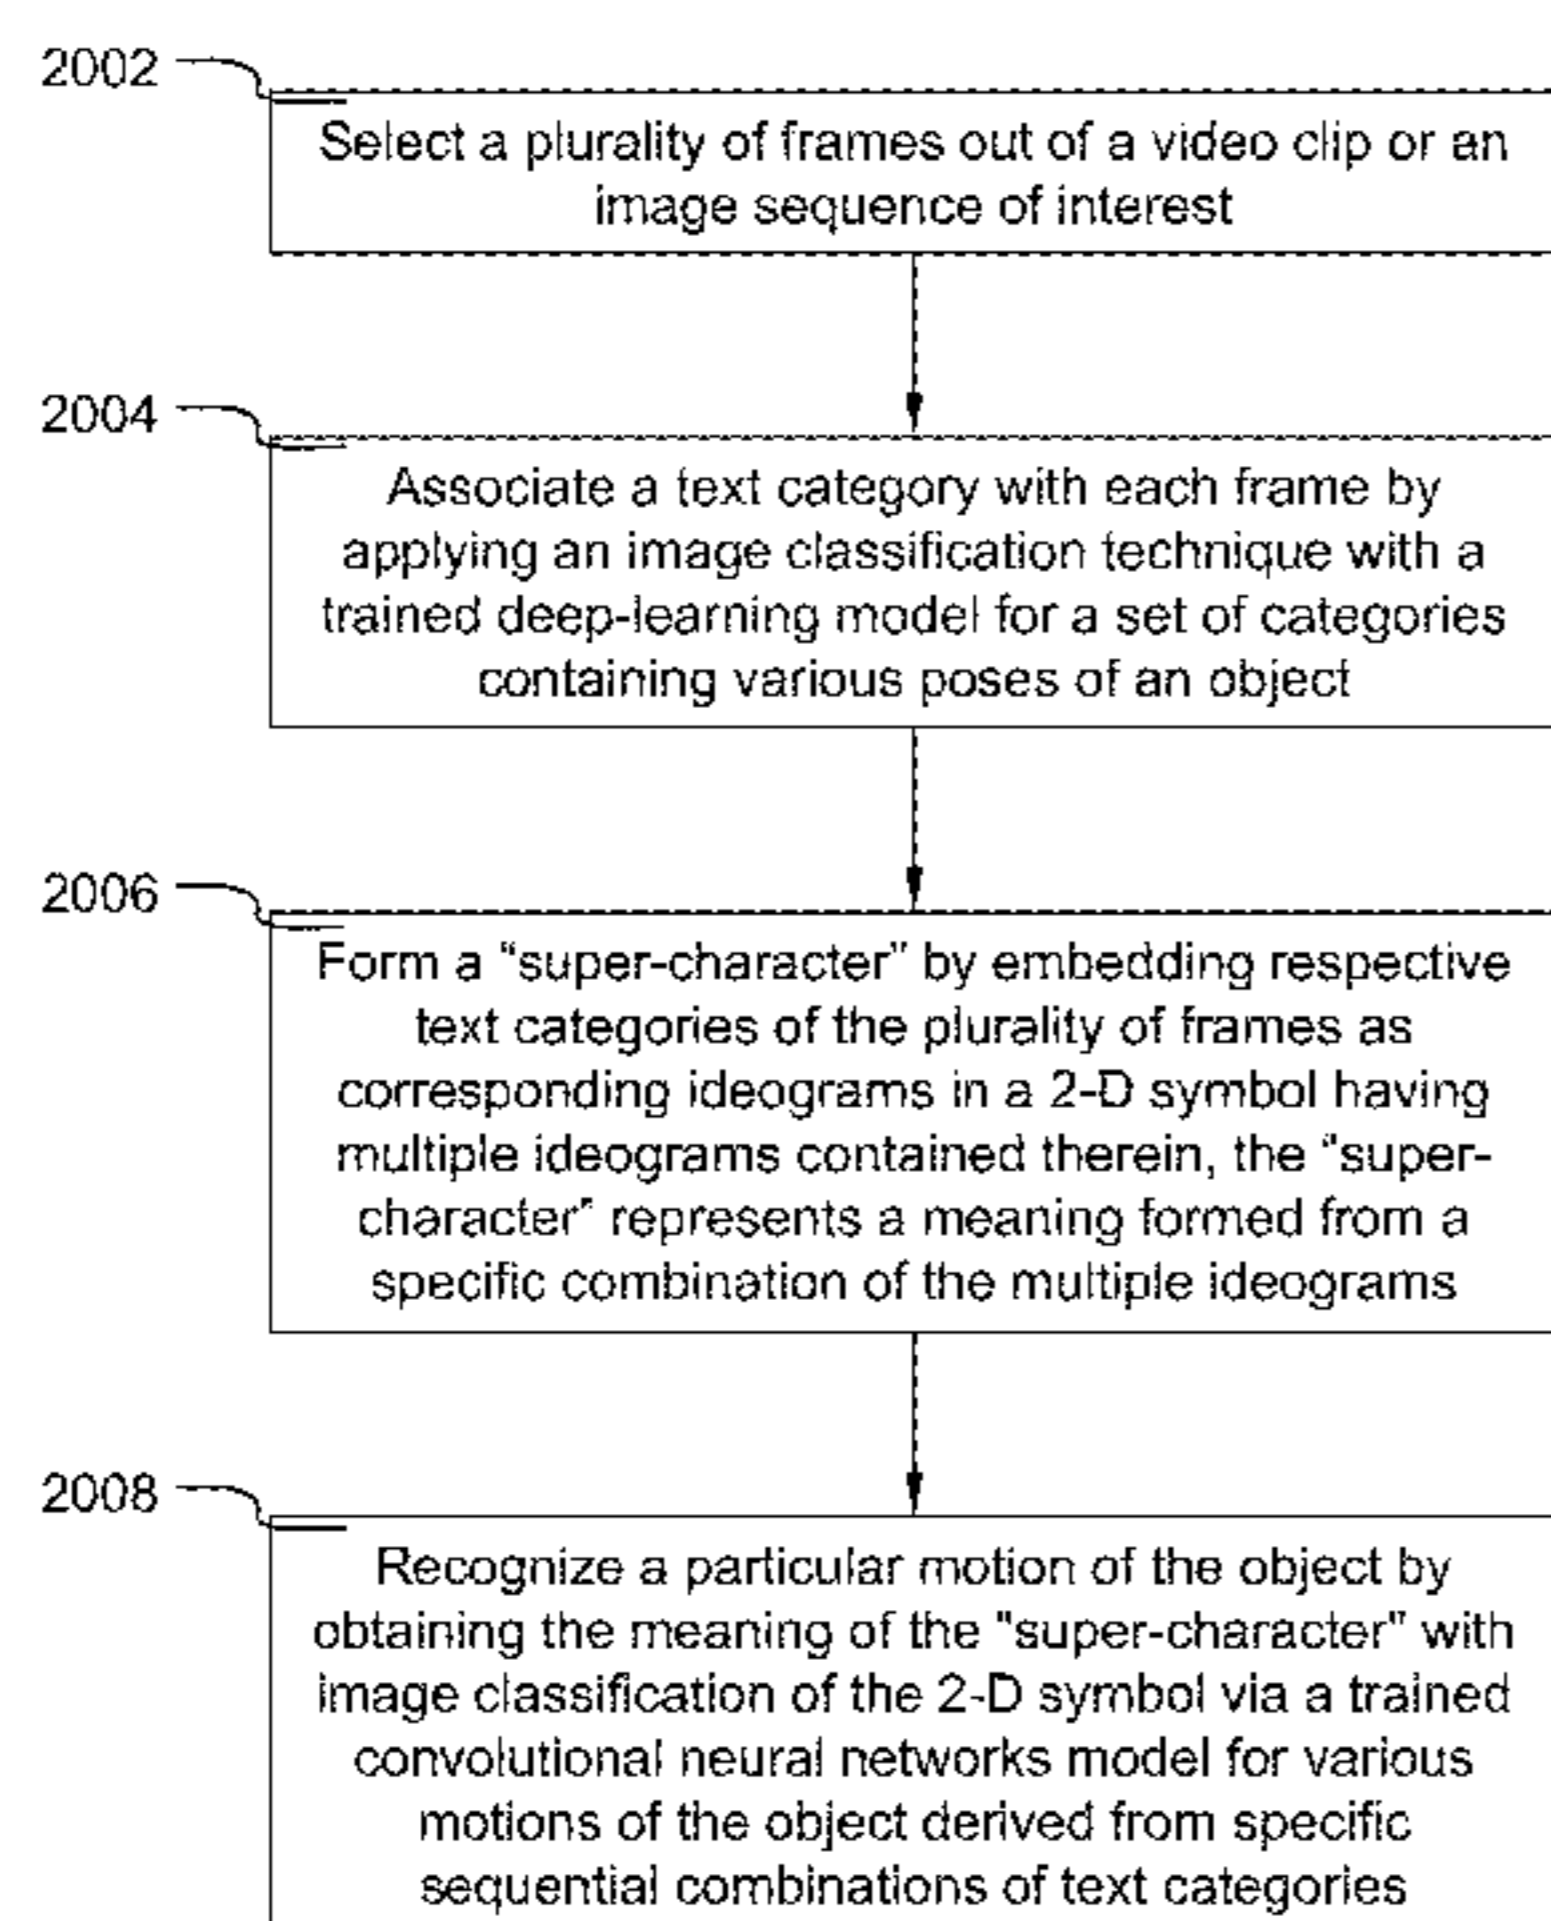 2002
Select a plurality of frames out of a video clip or an
image sequence of interest
2004
Associate a text category with each frame by
applying an image classification technique with a
trained deep-learning model for a set of categories
containing various poses of an object
2006
Form a “super-character” by embedding respective
text categories of the plurality of frames as
corresponding ideograms in a 2-D symbol having
multiple ideograms contained therein, the “super-
character” represents a meaning formed from a
specific combination of the multiple ideograms
2008
Recognize a particular motion of the object by
obtaining the meaning of the "super-character" with
image classification of the 2-D symbol via a trained
convolutional neural networks model for various
motions of the object derived from specific
sequential combinations of text categories